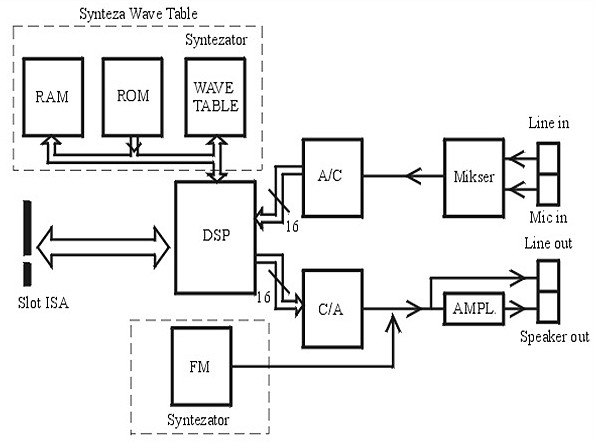 Synteza Wave Table
Syntezator
RAM
ROM
WAVE
TABLE
Line in
A/C
Mikser
Mic in
16
DSP
Line out
Slot ISA
16
C/A
AMPL.
Speaker out
FM
Syntezator